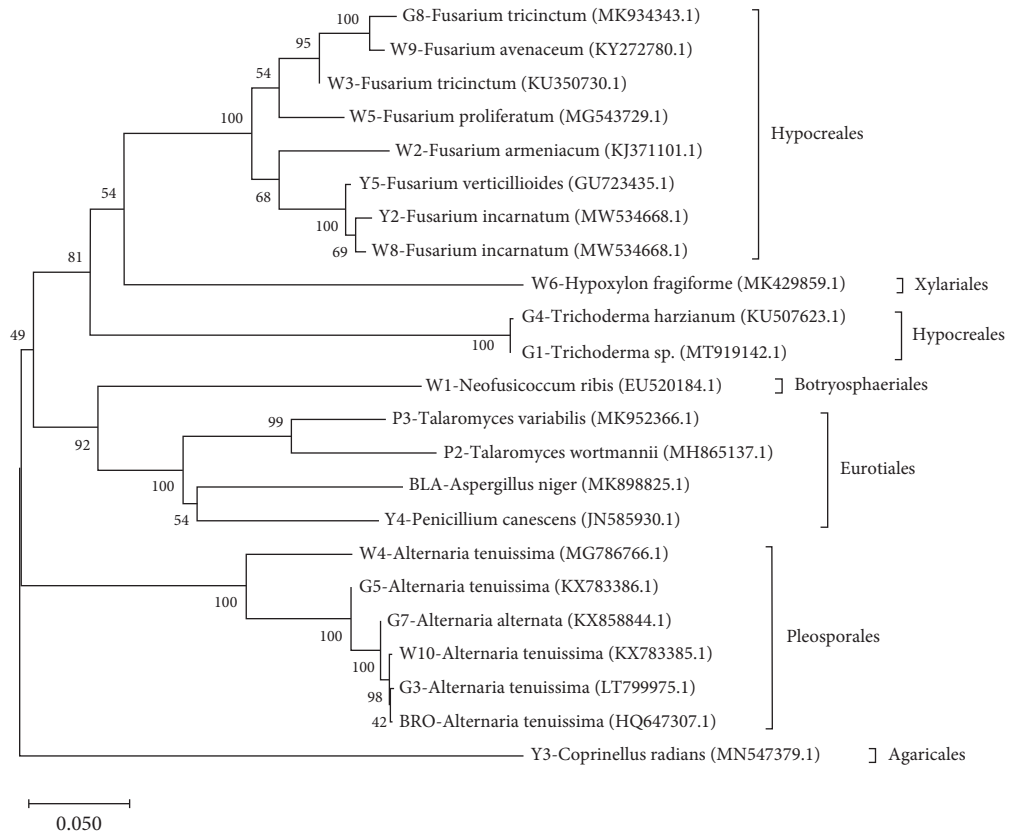 100
G8-Fusarium tricinctum (MK934343.1)
95
W9-Fusarium avenaceum (KY272780.1)
54
W3-Fusarium tricinctum (KU350730.1)
100
W5-Fusarium proliferatum (MG543729.1)
Hypocreales
W2-Fusarium armeniacum (KJ371101.1)
68
Y5-Fusarium verticillioides (GU723435.1)
54
100
Y2-Fusarium incarnatum (MW534668.1)
69
W8-Fusarium incarnatum (MW534668.1)
81
W6-Hypoxylon fragiforme (MK429859.1)
Xylariales
G4-Trichoderma harzianum (KU507623.1)
49
100
G1-Trichoderma sp. (MT919142.1)
Hypocreales
W1-Neofusicoccum ribis (EU520184.1)
Botryosphaeriales
92
99
P3-Talaromyces variabilis (MK952366.1)
P2-Talaromyces wortmannii (MH865137.1)
Eurotiales
100
BLA-Aspergillus niger (MK898825.1)
54
Y4-Penicillium canescens (JN585930.1)
W4-Alternaria tenuissima (MG786766.1)
100
G5-Alternaria tenuissima (KX783386.1)
100
G7-Alternaria alternata (KX858844.1)
Pleosporales
100
W10-Alternaria tenuissima (KX783385.1)
98
G3-Alternaria tenuissima (LT799975.1)
42
BRO-Alternaria tenuissima (HQ647307.1)
Y3-Coprinellus radians (MN547379.1)
Agaricales
0.050